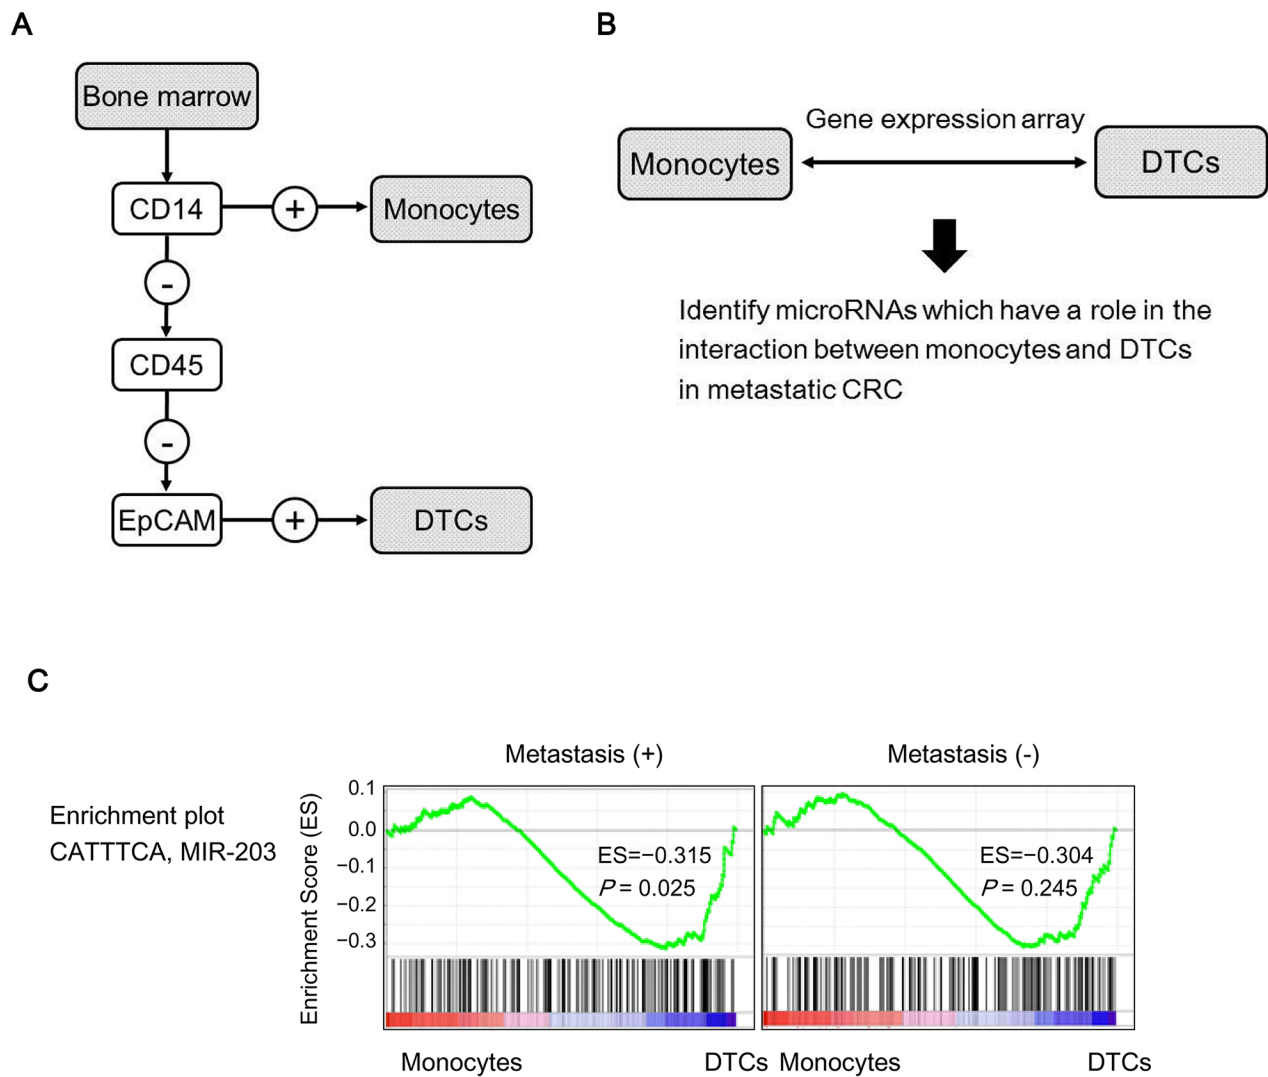 A
Bone marrow
CD14
+
Monocytes
-
CD45
-
EpCAM
+
DTCs
B
Gene expression array
Monocytes
DTCs
Identify microRNAs which have a role in the
interaction between monocytes and DTCs
in metastatic CRC
C
Enrichment plot
CATTTCA, MIR-203
Enrichment Score (ES)
0.1
0.0
−0.1
−0.2
−0.3
Metastasis (+)
ES=−0.315
P = 0.025
Monocytes
DTCs
Metastasis (-)
ES=−0.304
P = 0.245
Monocytes
DTCs